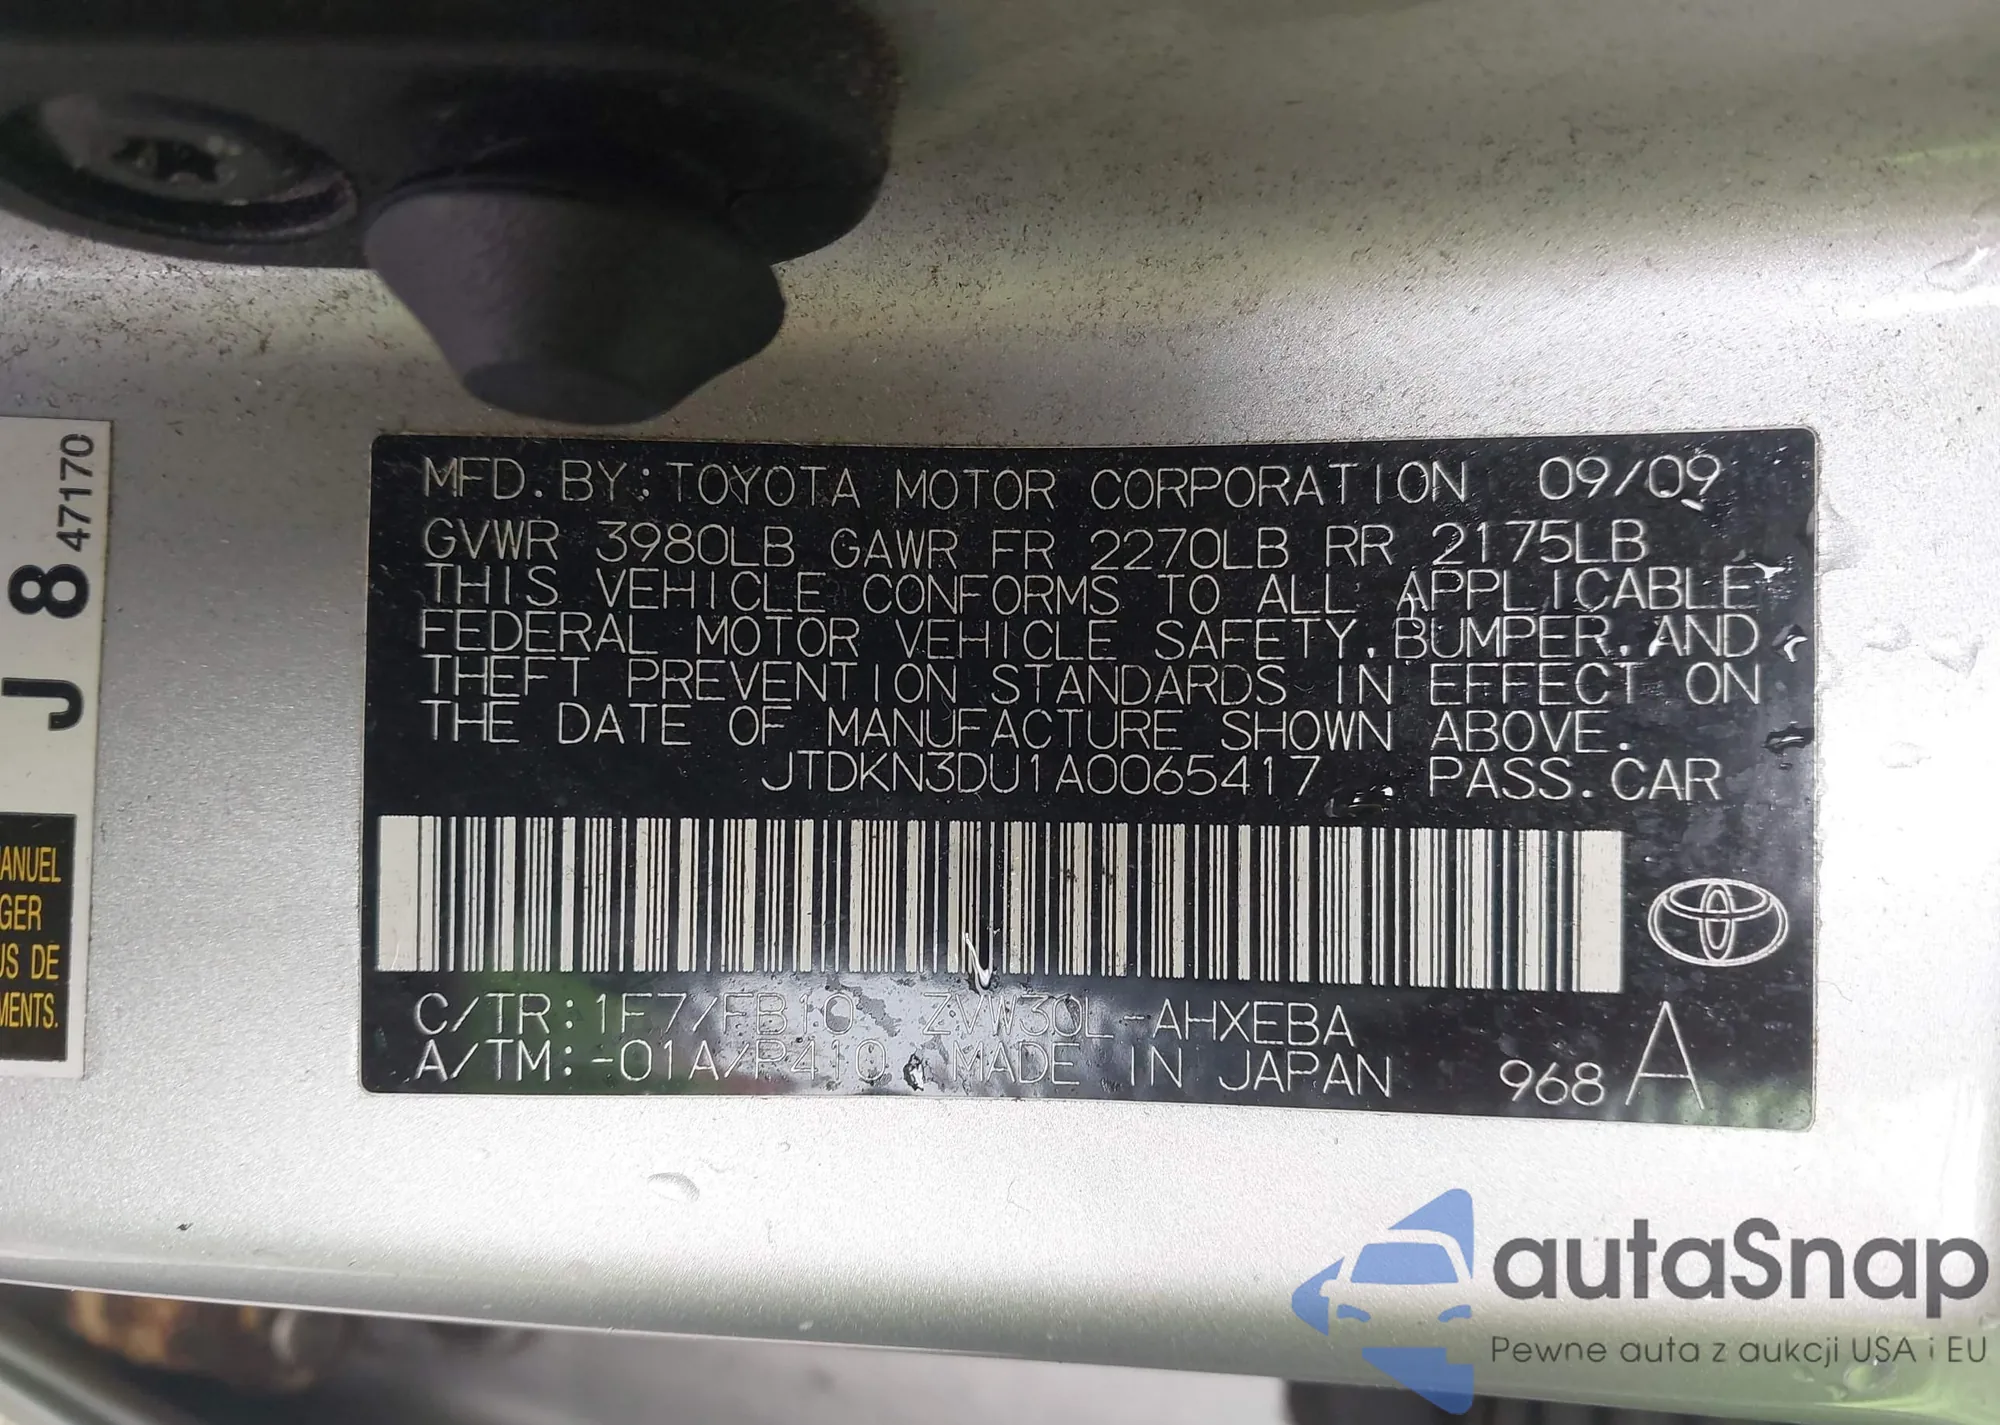 MFD. BY: TOYOTA MOTOR CORPORATION 09/09
GVWR 3980LB GAWR FR 2270LB RR 2175LB
THIS VEHICLE CONFORMS TO ALL APPLICABLE
FEDERAL MOTOR VEHICLE SAFETY, BUMPER, AND
THEFT PREVENTION STANDARDS IN EFFECT ON
THE DATE OF MANUFACTURE SHOWN ABOVE.
JTDKN3DU1A0065417 PASS. CAR
C/TR: 1F7/FB10 ZVW30L-AHXEBA
A/TM: -01A/P410 MADE IN JAPAN 968 A
J 8 47170
ANUEL
GER
US DE
MENTS.
autaSnap
Pewne auta z aukcji USA i EU